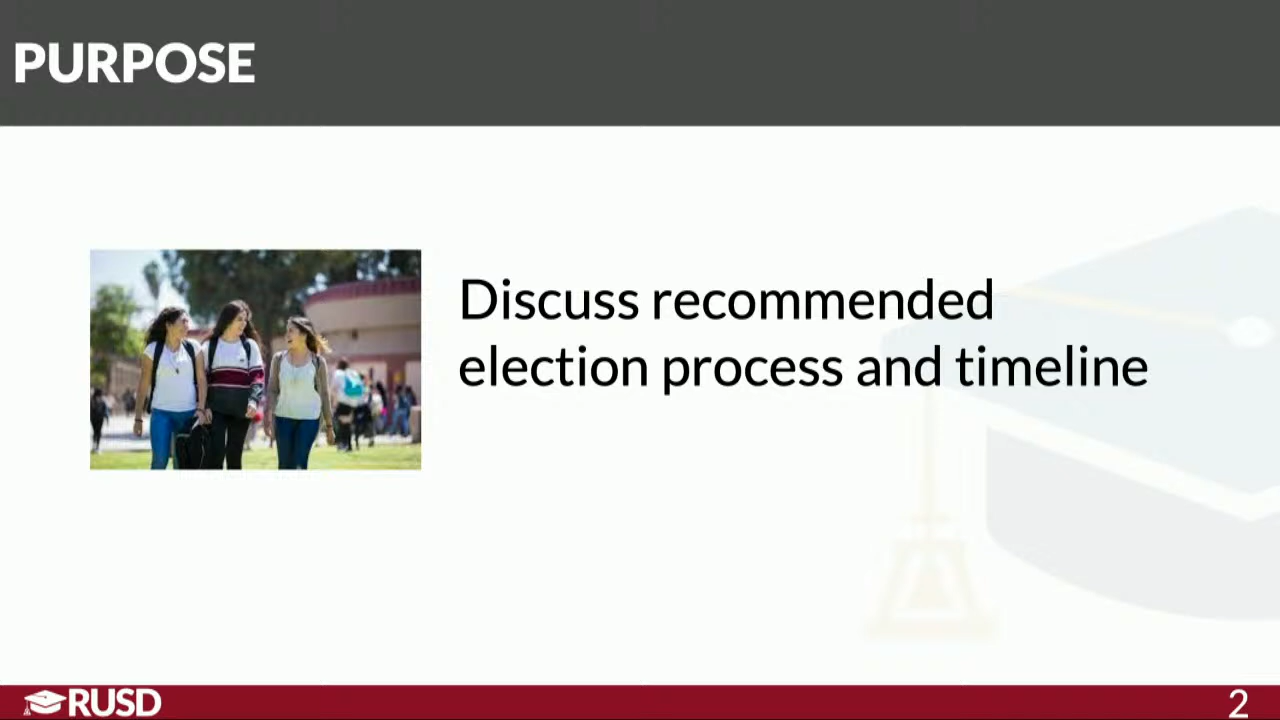 PURPOSE
Discuss recommended
election process and timeline
RUSD
2